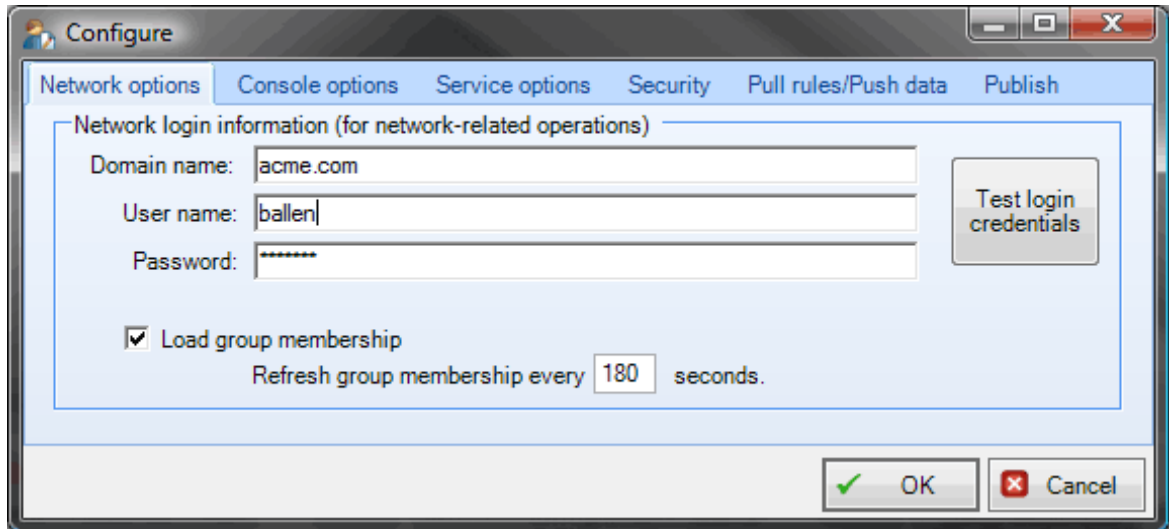 Configure
Network options Console options Service options Security Pull rules/Push data Publish
Network login information (for network-related operations)
Domain name: acme.com
User name: ballen
Test login
credentials
Password: *******
Load group membership
Refresh group membership every 180 seconds.
OK Cancel